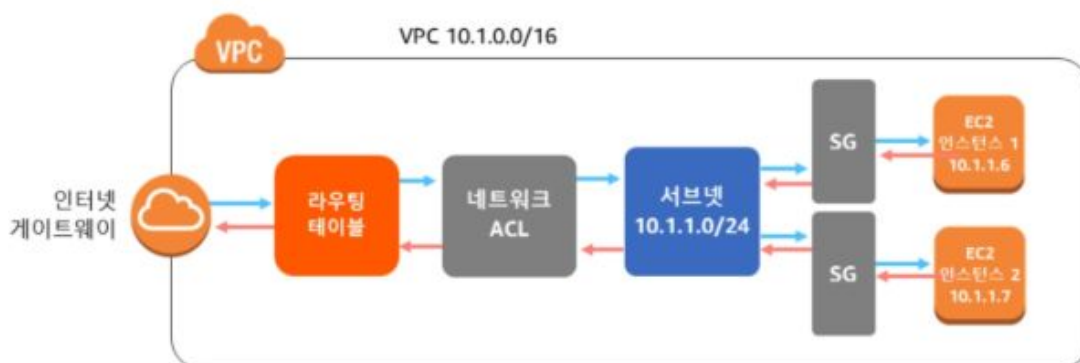 VPC
VPC 10.1.0.0/16
인터넷
게이트웨이
라우팅
테이블
네트워크
ACL
서브넷
10.1.1.0/24
SG
EC2
인스턴스 1
10.1.1.6
SG
EC2
인스턴스 2
10.1.1.7